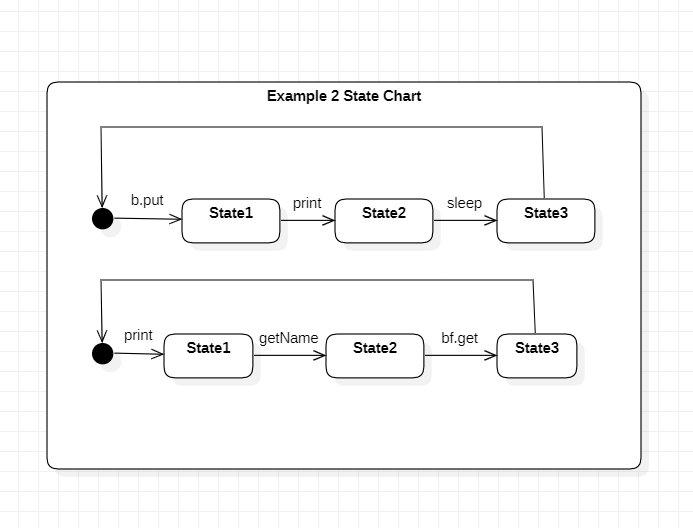 Example 2 State Chart
b.put
State1
print
State2
sleep
State3
print
State1
getName
State2
bf.get
State3